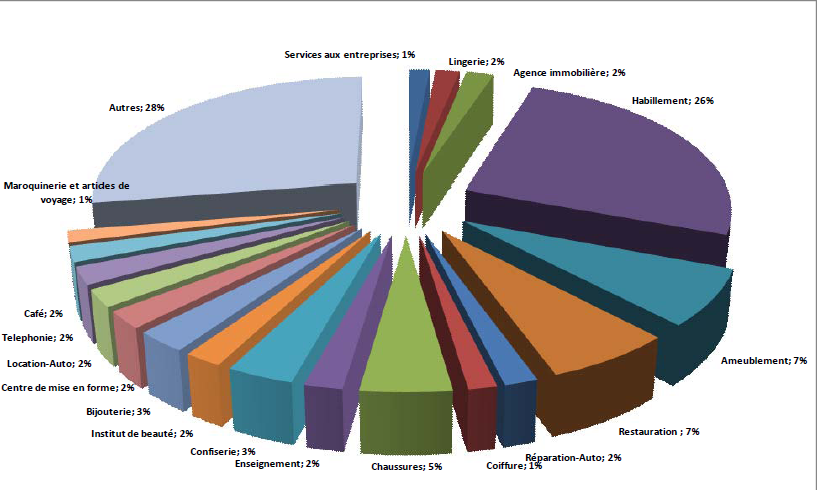 Services aux entreprises; 1%
Lingerie; 2%
Agence immobilière; 2%
Habillement; 26%
Autres; 28%
Maroquinerie et articles de
voyage; 1%
Café; 2%
Telephonie; 2%
Location-Auto; 2%
Centre de mise en forme; 2%
Bijouterie; 3%
Institut de beauté; 2%
Confiserie; 3%
Enseignement; 2%
Chaussures; 5%
Coiffure; 1%
Réparation-Auto; 2%
Restauration ; 7%
Ameublement; 7%